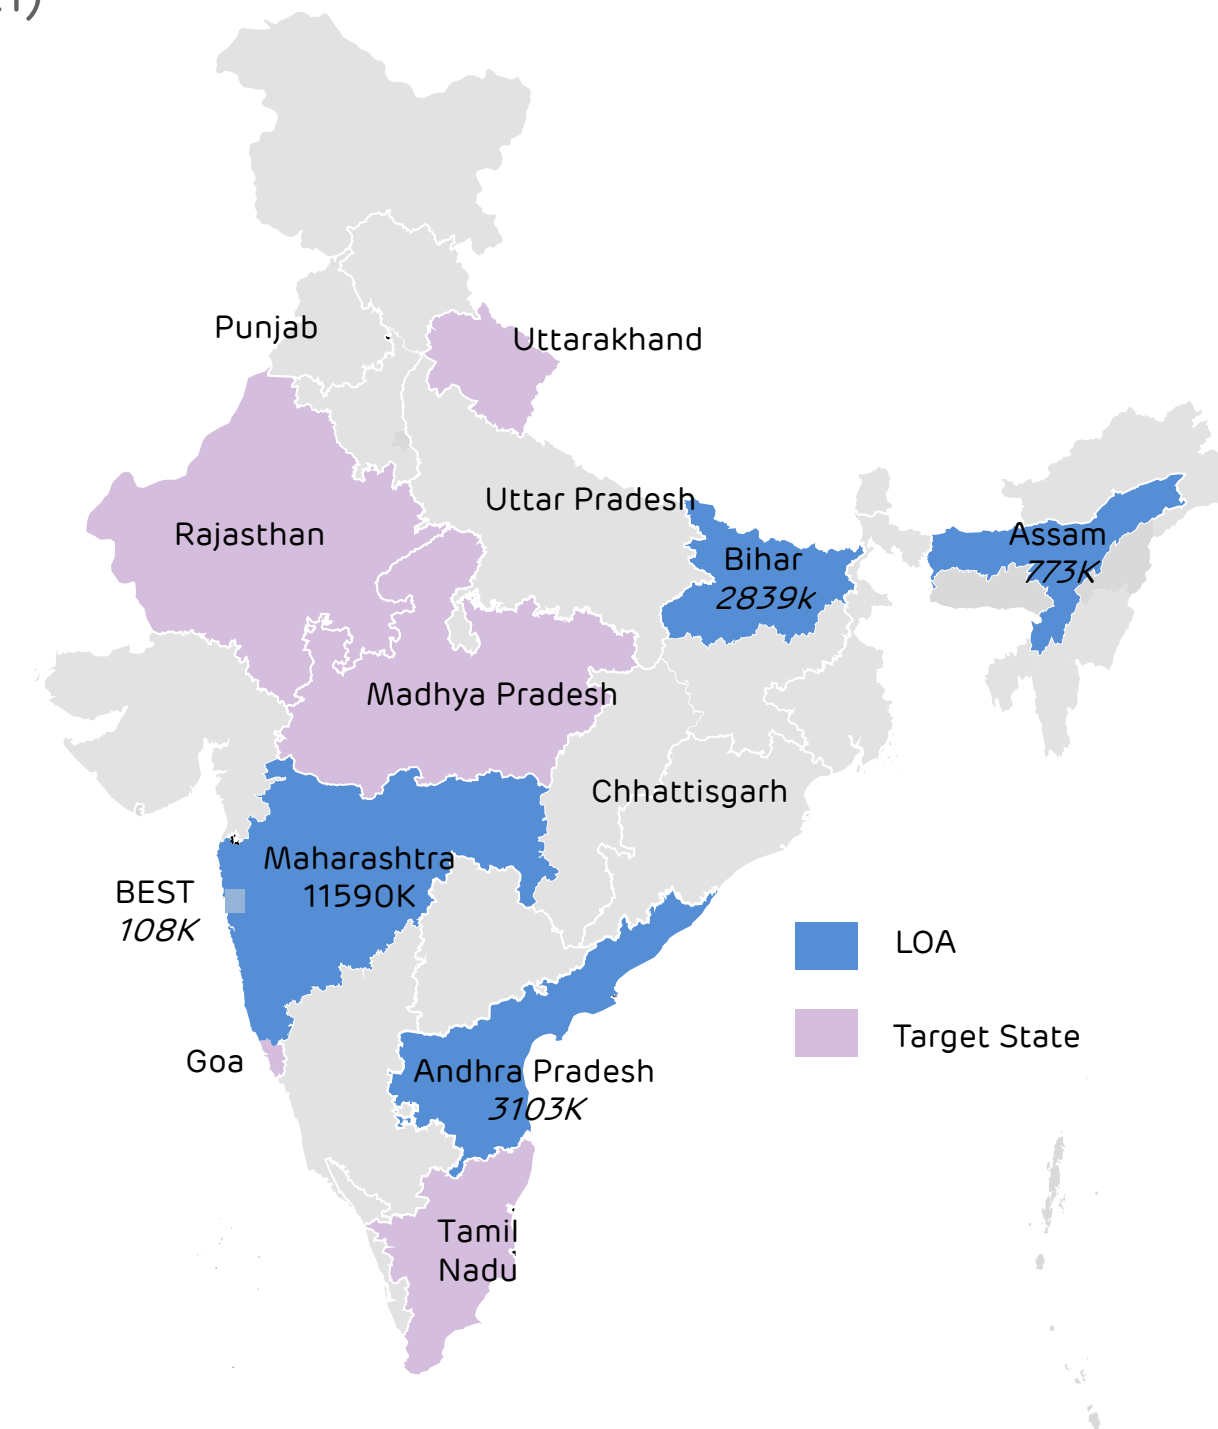 Punjab
Uttarakhand
Uttar Pradesh
Rajasthan
Bihar
2839k
Assam
773K
Madhya Pradesh
Chhattisgarh
Maharashtra
11590K
BEST
108K
LOA
Target State
Goa
Andhra Pradesh
3103K
Tamil
Nadu